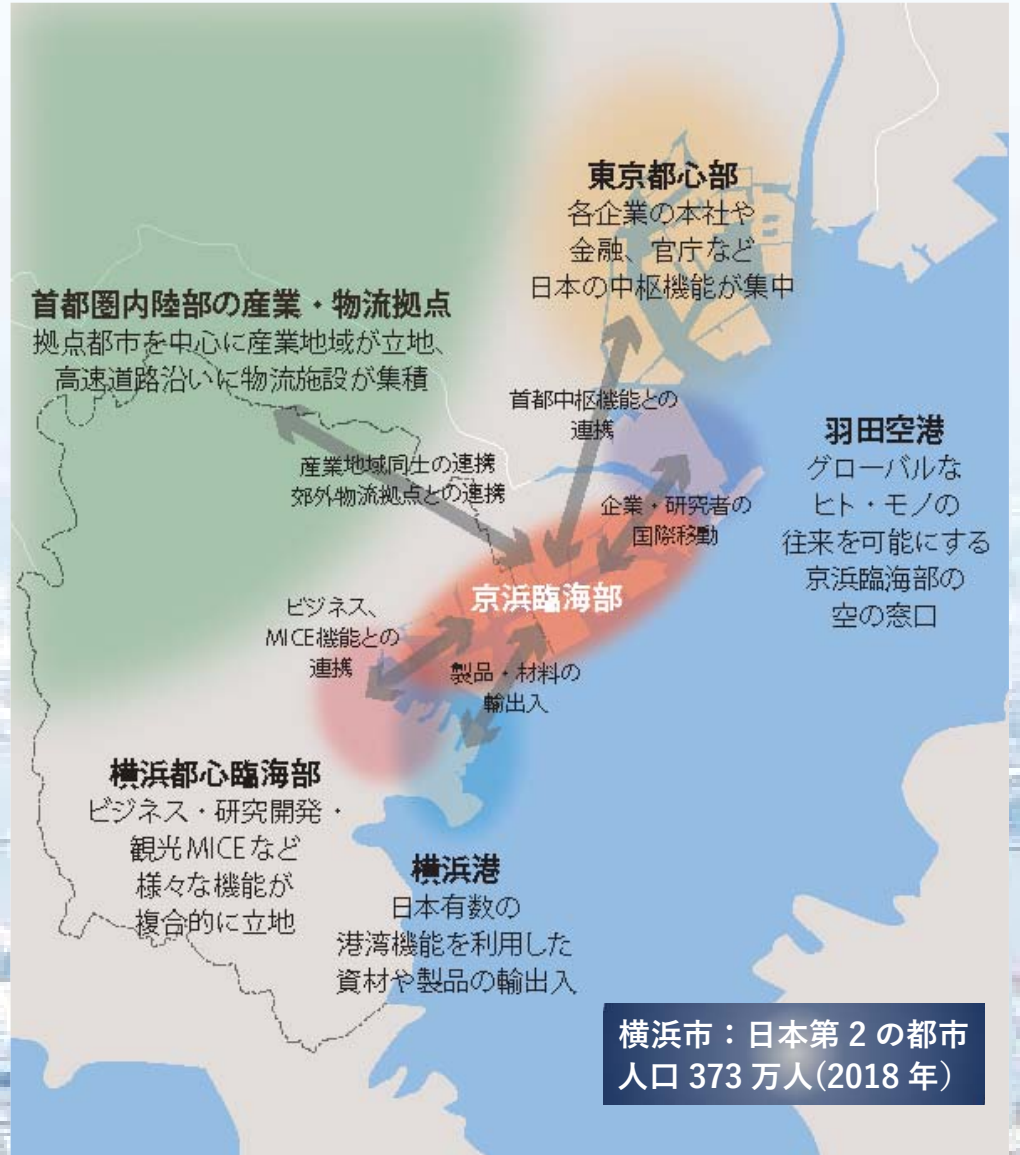 東京都心部
各企業の本社や
金融、官庁など
日本の中枢機能が集中
首都圏内陸部の産業・物流拠点
拠点都市を中心に産業地域が立地、
高速道路沿いに物流施設が集積
首都中枢機能との
連携
羽田空港
グローバルな
ヒト・モノの
往来を可能にする
京浜臨海部の
空の窓口
産業地域同士の連携
郊外物流拠点との連携
企業・研究者の
国際移動
京浜臨海部
ビジネス、
MICE機能との
連携
製品・材料の
輸出入
横浜都心臨海部
ビジネス・研究開発・
観光MICEなど
様々な機能が
複合的に立地
横浜港
日本有数の
港湾機能を利用した
資材や製品の輸出入
横浜市：日本第2の都市
人口373万人(2018年)